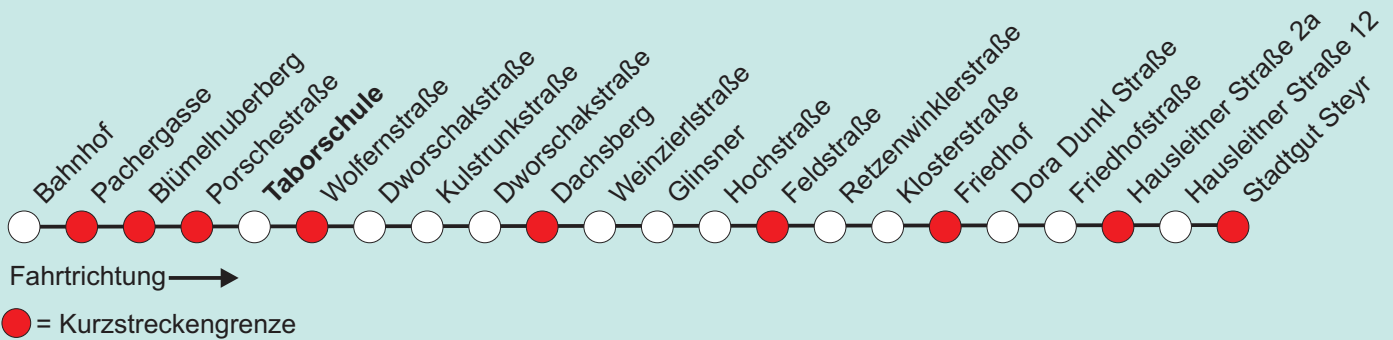 Bahnhof
Pachergasse
Blümelhuberberg
Porschestraße
Taborschule
Wolfernstraße
Dworschakstraße
Kulstrunkstraße
Dworschakstraße
Dachsberg
Weinzierlstraße
Glinsner
Hochstraße
Feldstraße
Retzenwinklerstraße
Klosterstraße
Friedhof
Dora Dunkl Straße
Friedhofstraße
Hausleitner Straße 2a
Hausleitner Straße 12
Stadtgut Steyr
Fahrtrichtung
= Kurzstreckengrenze